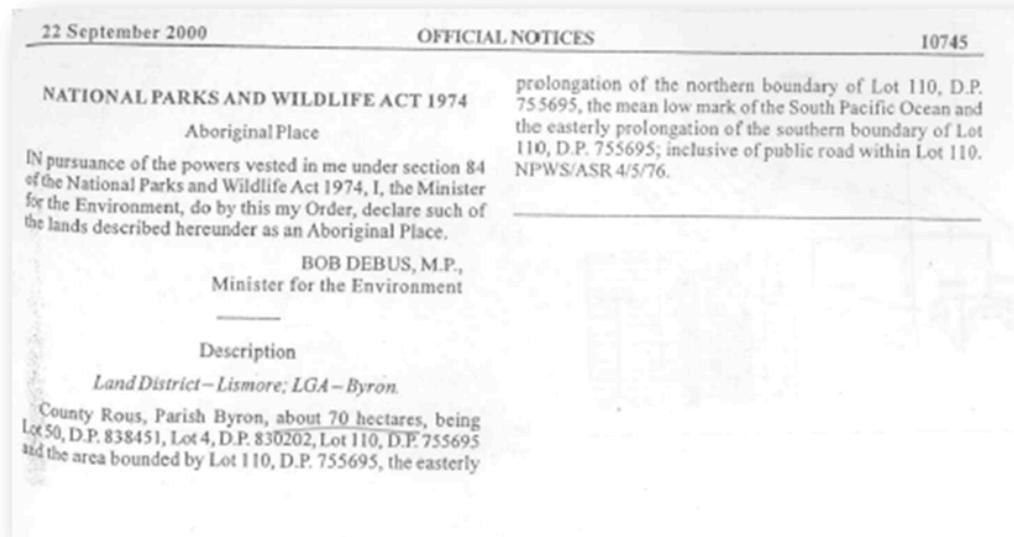 22 September 2000
OFFICIAL NOTICES
10745
NATIONAL PARKS AND WILDLIFE ACT 1974
Aboriginal Place
IN pursuance of the powers vested in me under section 84
of the National Parks and Wildlife Act 1974, I, the Minister
for the Environment, do by this my Order, declare such of
the lands described hereunder as an Aboriginal Place.
BOB DEBUS, M.P.,
Minister for the Environment
Description
Land District – Lismore; LGA – Byron.
County Rous, Parish Byron, about 70 hectares, being
Lot 50, D.P. 838451, Lot 4, D.P. 830202, Lot 110, D.P. 755695
and the area bounded by Lot 110, D.P. 755695, the easterly
prolongation of the northern boundary of Lot 110, D.P.
755695, the mean low mark of the South Pacific Ocean and
the easterly prolongation of the southern boundary of Lot
110, D.P. 755695; inclusive of public road within Lot 110.
NPWS/ASR 4/5/76.